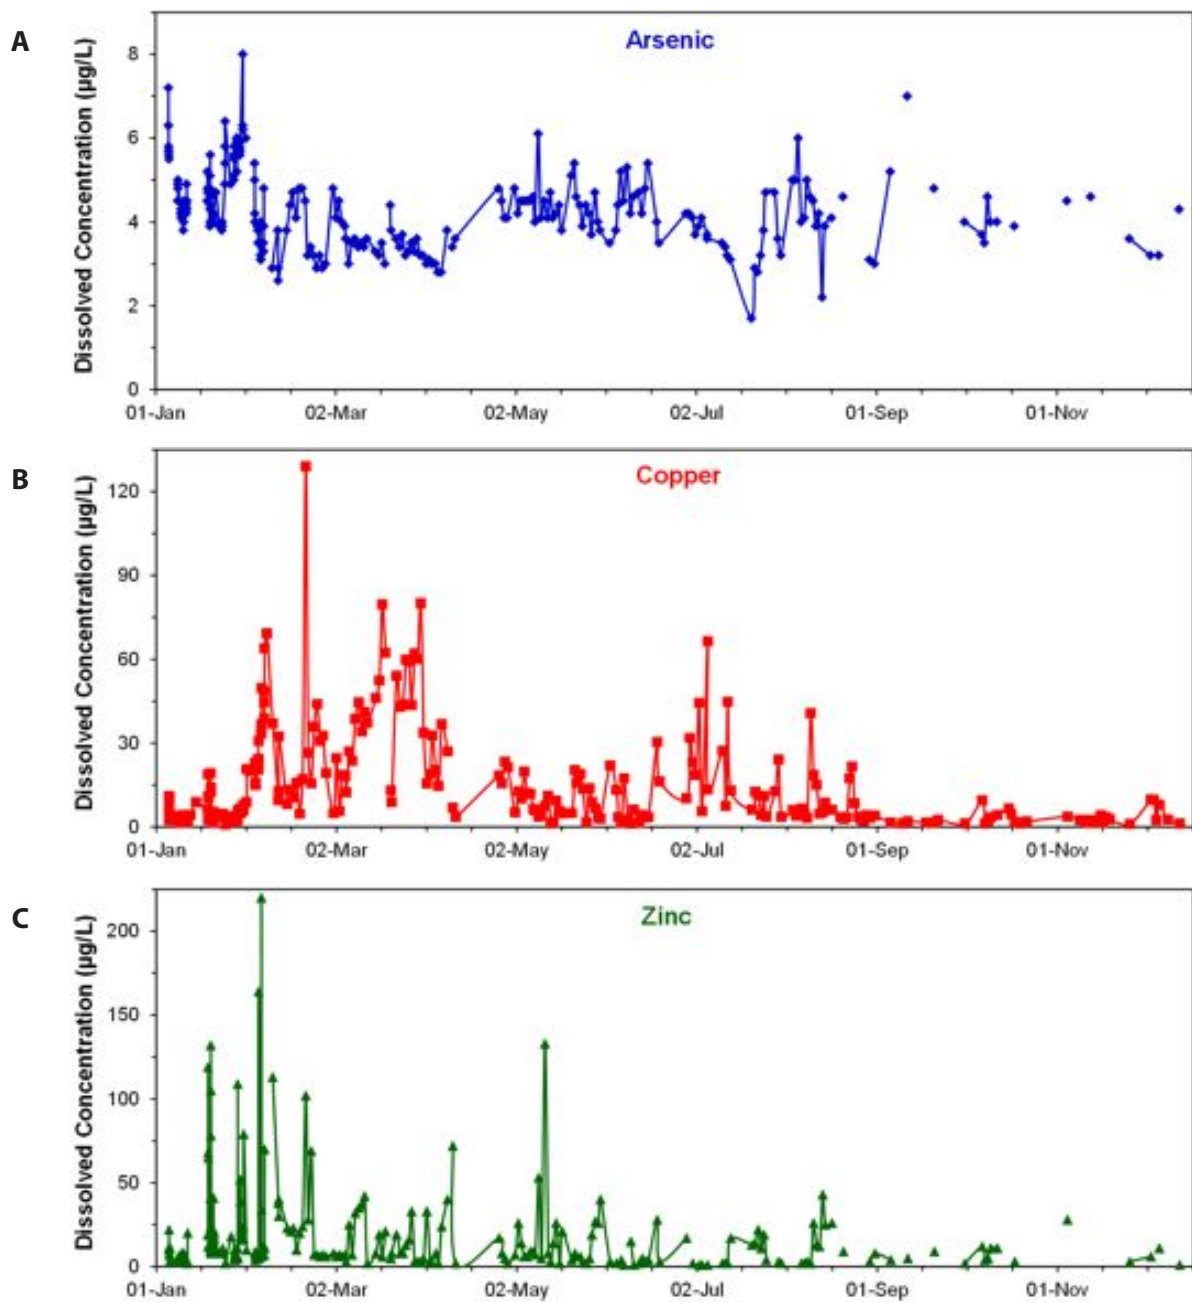 A
Arsenic
Dissolved Concentration (µg/L)
8
6
4
2
0
01-Jan 02-Mar 02-May 02-Jul 01-Sep 01-Nov
B
Copper
Dissolved Concentration (µg/L)
120
90
60
30
0
01-Jan 02-Mar 02-May 02-Jul 01-Sep 01-Nov
C
Zinc
Dissolved Concentration (µg/L)
200
150
100
50
0
01-Jan 02-Mar 02-May 02-Jul 01-Sep 01-Nov